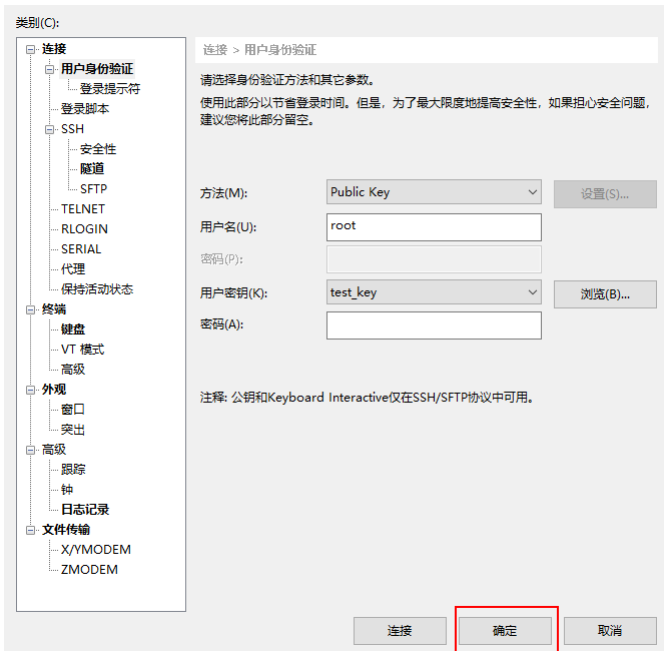 类别(C):
连接
用户身份验证
登录提示符
登录脚本
SSH
安全性
隧道
SFTP
TELNET
RLOGIN
SERIAL
代理
保持活动状态
终端
键盘
VT 模式
高级
外观
窗口
突出
高级
跟踪
钟
日志记录
文件传输
X/YMODEM
ZMODEM
连接 > 用户身份验证
请选择身份验证方法和其它参数。
使用此部分以节省登录时间。但是，为了最大限度地提高安全性，如果担心安全问题，
建议您将此部分留空。
方法(M): Public Key 设置(S)...
用户名(U): root
密码(P):
用户密钥(K): test_key 浏览(B)...
密码(A):
注释: 公钥和Keyboard Interactive仅在SSH/SFTP协议中可用。
连接 确定 取消